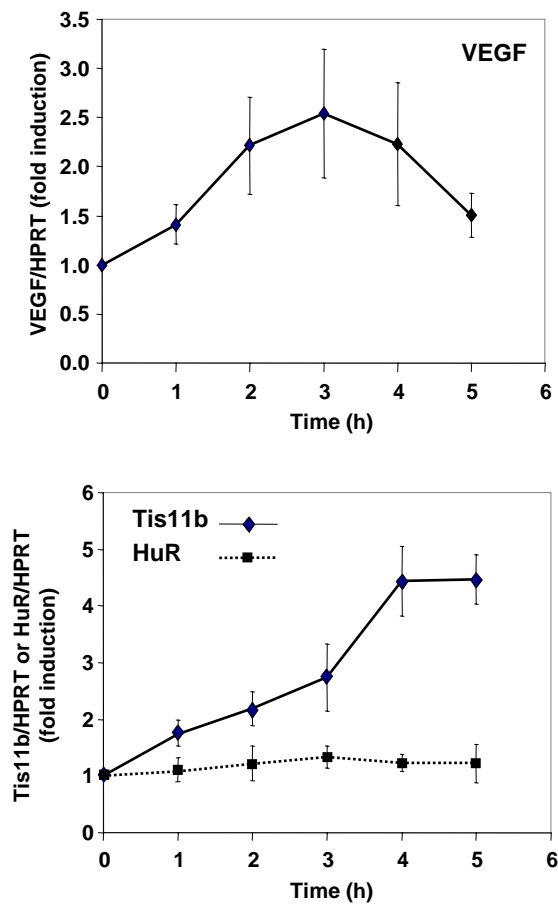 VEGF
VEGF/HPRT (fold induction)
3.5
3.0
2.5
2.0
1.5
1.0
0.5
0.0
0 1 2 3 4 5 6
Time (h)
Tis11b
HuR
Tis11b/HPRT or HuR/HPRT
(fold induction)
6
5
4
3
2
1
0
0 1 2 3 4 5 6
Time (h)